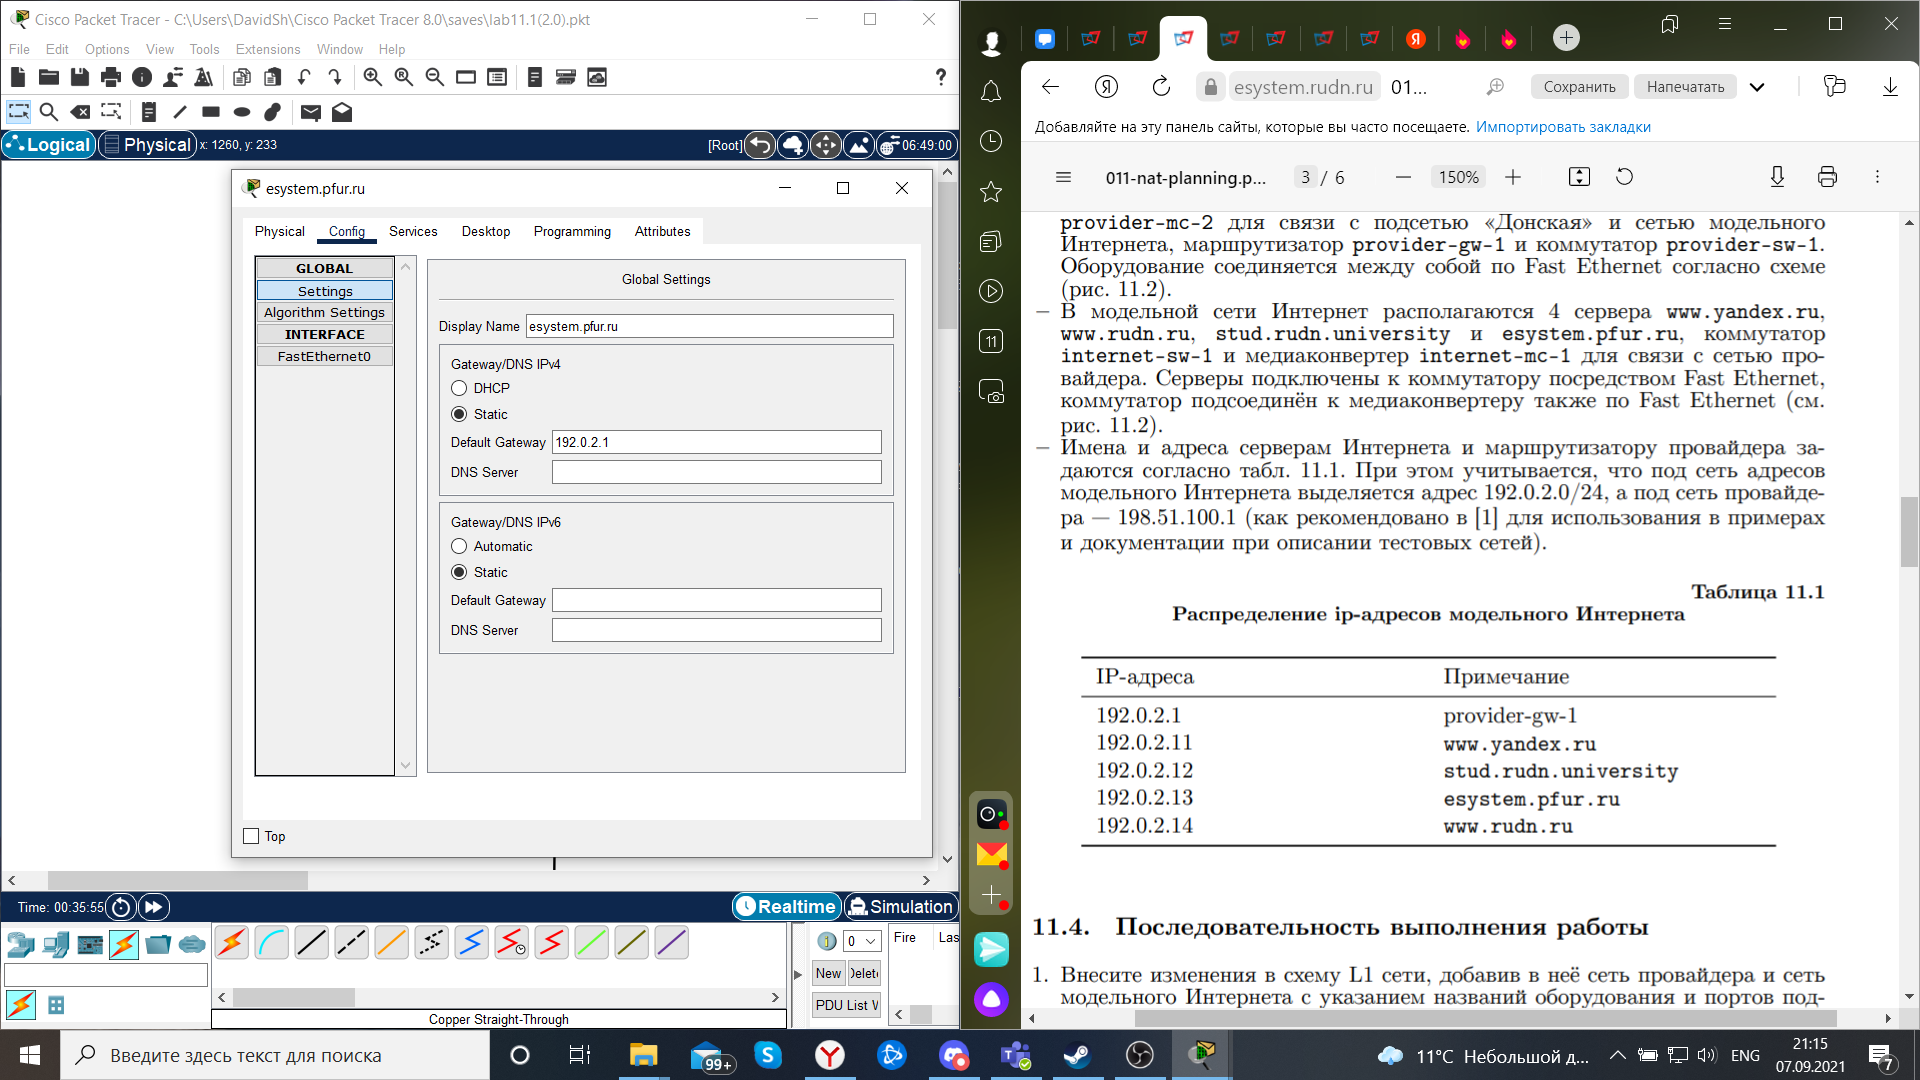 Cisco Packet Tracer - C:\Users\DavidSh\Cisco Packet Tracer 8.0\saves\lab11.1(2.0).pkt
File Edit Options View Tools Extensions Window Help
?
Logical Physical x: 1260, y: 233 [Root] 06:49:00
esystem.pfur.ru
Physical Config Services Desktop Programming Attributes
GLOBAL
Settings
Algorithm Settings
INTERFACE
FastEthernet0
Global Settings
Display Name esystem.pfur.ru
Gateway/DNS IPv4
DHCP
Static
Default Gateway 192.0.2.1
DNS Server
Gateway/DNS IPv6
Automatic
Static
Default Gateway
DNS Server
Top
Time: 00:35:55 Realtime Simulation
0 Fire Las
New Delete
PDU List W
Copper Straight-Through
esystem.rudn.ru 01... Сохранить Напечатать
Добавляйте на эту панель сайты, которые вы часто посещаете. Импортировать закладки
011-nat-planning.p... 3 / 6 150%
11
provider-mc-2 для связи с подсетью «Донская» и сетью модельного
Интернета, маршрутизатор provider-gw-1 и коммутатор provider-sw-1.
Оборудование соединяется между собой по Fast Ethernet согласно схеме
(рис. 11.2).
– В модельной сети Интернет располагаются 4 сервера www.yandex.ru,
www.rudn.ru, stud.rudn.university и esystem.pfur.ru, коммутатор
internet-sw-1 и медиаконвертер internet-mc-1 для связи с сетью про-
вайдера. Серверы подключены к коммутатору посредством Fast Ethernet,
коммутатор подсоединён к медиаконвертеру также по Fast Ethernet (см.
рис. 11.2).
– Имена и адреса серверам Интернета и маршрутизатору провайдера за-
даются согласно табл. 11.1. При этом учитывается, что под сеть адресов
модельного Интернета выделяется адрес 192.0.2.0/24, а под сеть провайде-
ра — 198.51.100.1 (как рекомендовано в [1] для использования в примерах
и документации при описании тестовых сетей).
Таблица 11.1
Распределение ip-адресов модельного Интернета
IP-адреса Примечание
192.0.2.1 provider-gw-1
192.0.2.11 www.yandex.ru
192.0.2.12 stud.rudn.university
192.0.2.13 esystem.pfur.ru
192.0.2.14 www.rudn.ru
11.4. Последовательность выполнения работы
1. Внесите изменения в схему L1 сети, добавив в неё сеть провайдера и сеть
модельного Интернета с указанием названий оборудования и портов под-
Введите здесь текст для поиска 99+ 11°C Небольшой д... ENG 21:15
07.09.2021 7